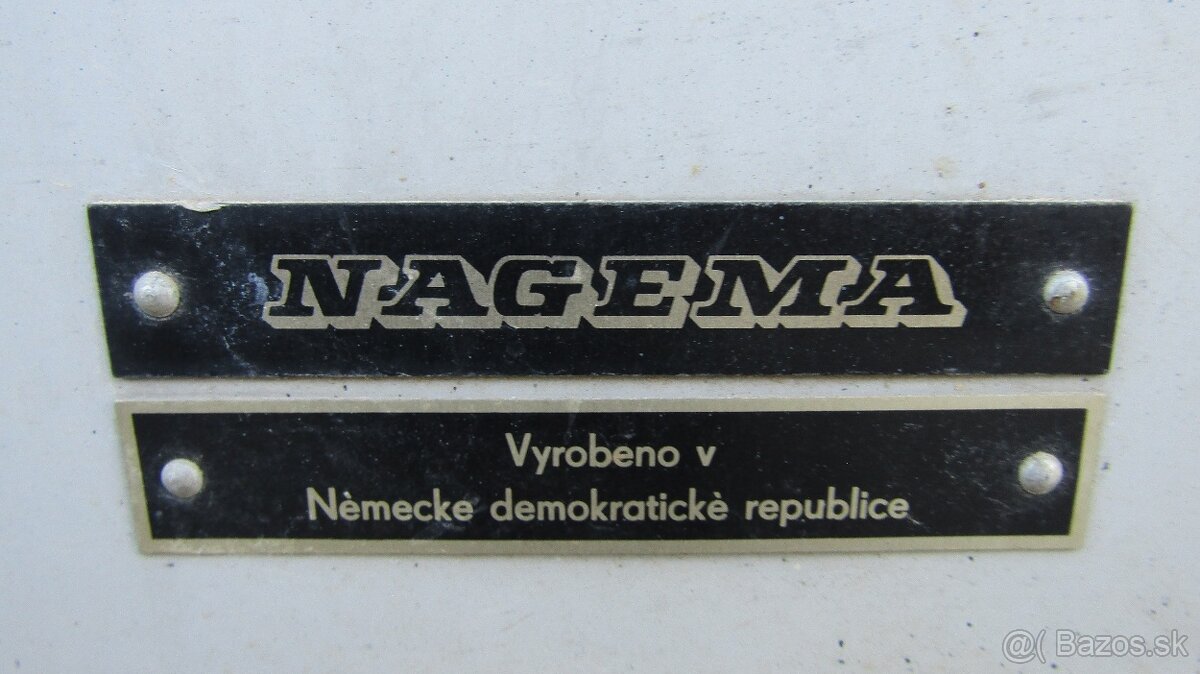 NAGEMA
Vyrobeno v
Nèmecke demokratickè republice
@( Bazos.sk